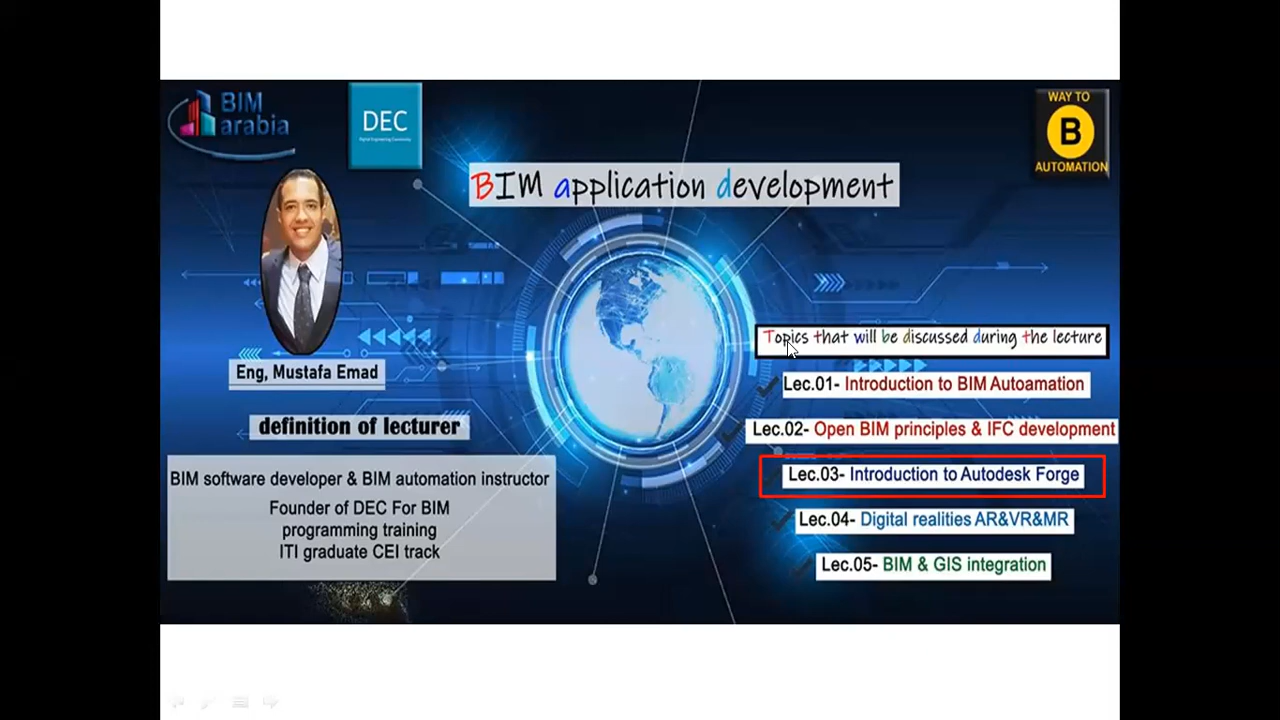 BIM
arabia
DEC
WAY TO
B
AUTOMATION
BIM application development
Eng, Mustafa Emad
definition of lecturer
BIM software developer & BIM automation instructor
Founder of DEC For BIM
programming training
ITI graduate CEI track
Topics that will be discussed during the lecture
Lec.01- Introduction to BIM Autoamation
Lec.02- Open BIM principles & IFC development
Lec.03- Introduction to Autodesk Forge
Lec.04- Digital realities AR&VR&MR
Lec.05- BIM & GIS integration